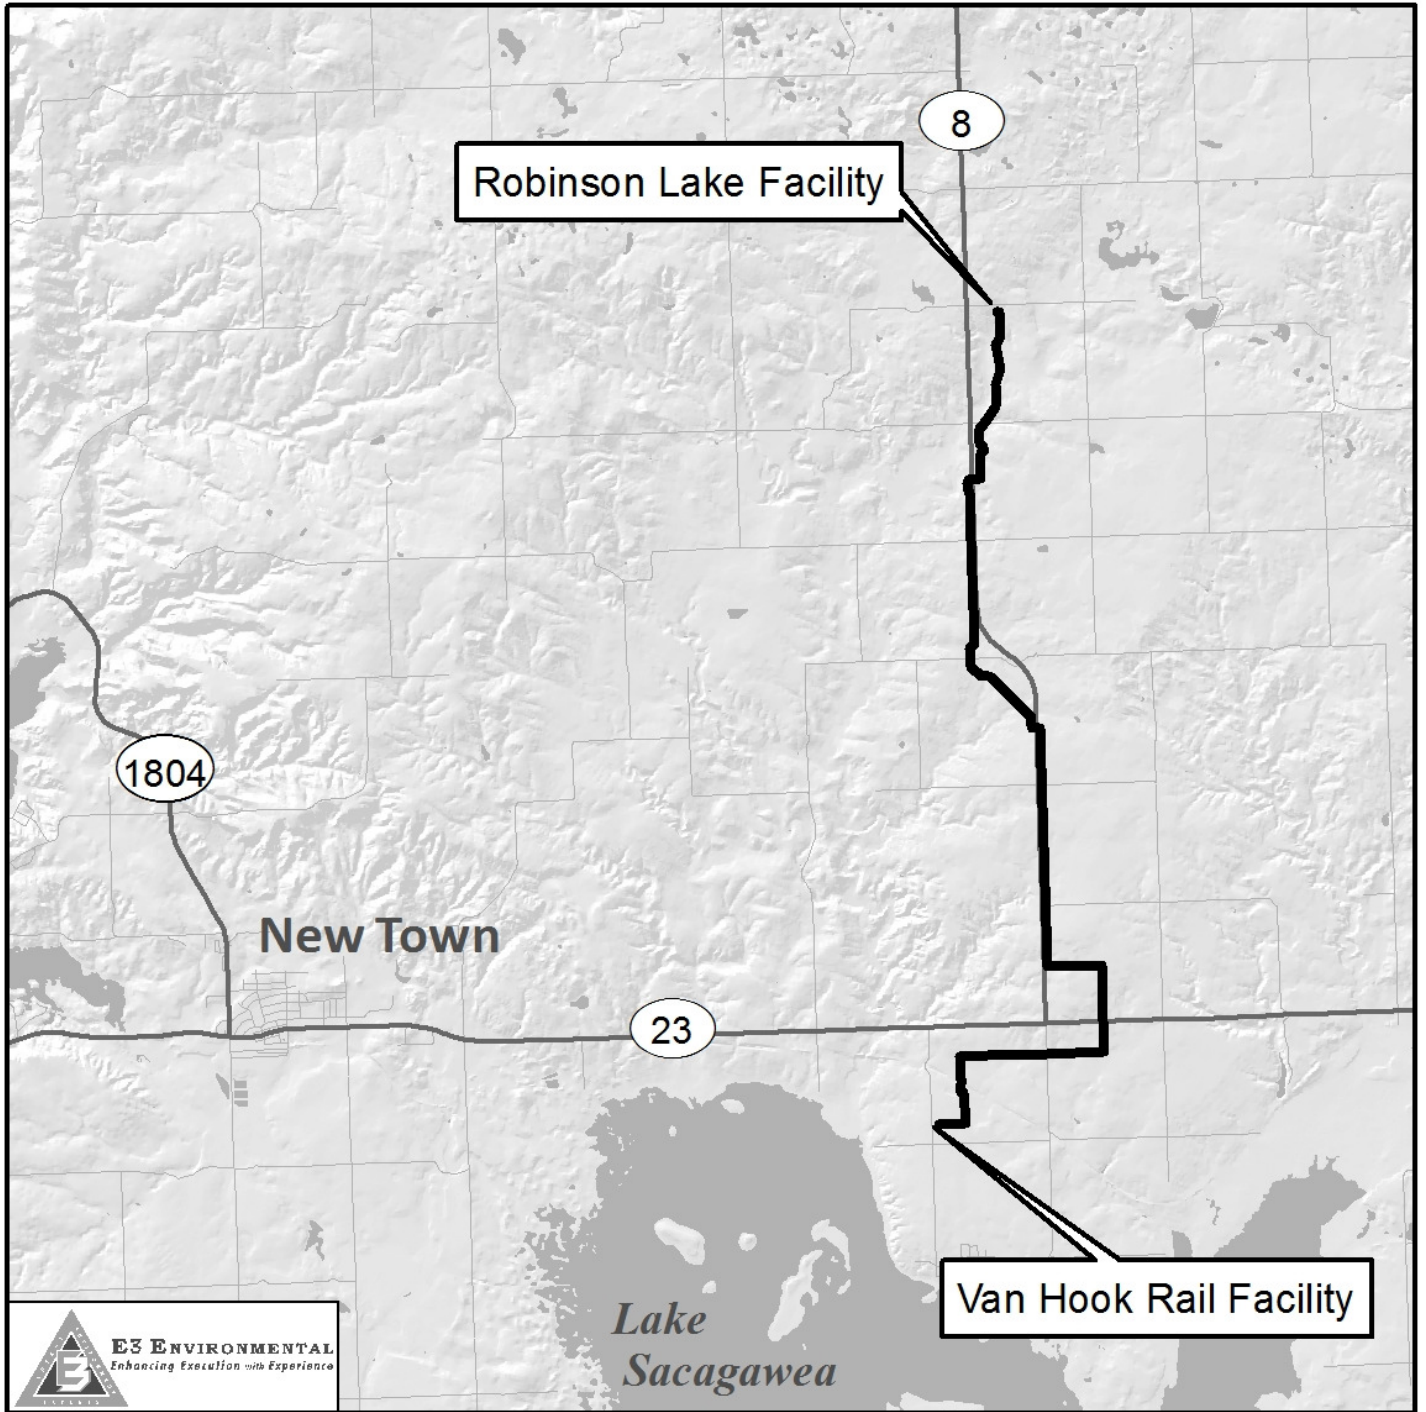 8
Robinson Lake Facility
1804
New Town
23
Van Hook Rail Facility
Lake
Sacagawea
E3
E3 ENVIRONMENTAL
Enhancing Execution with Experience